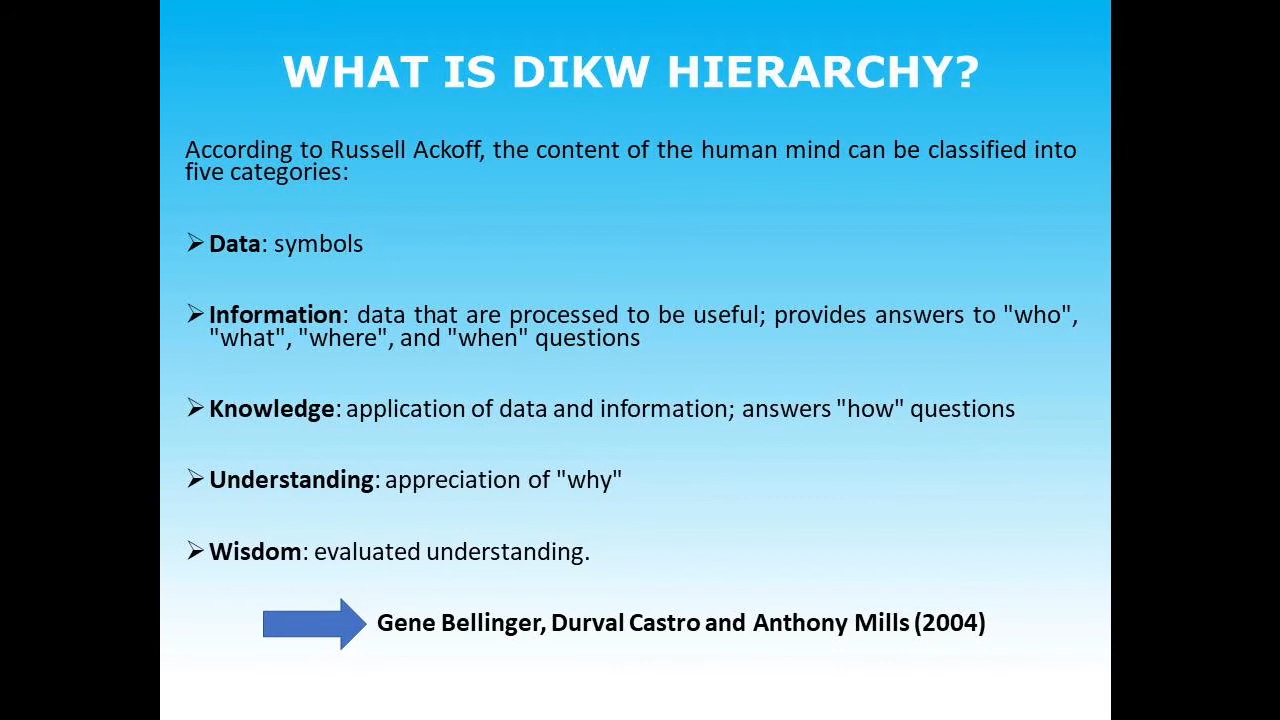 WHAT IS DIKW HIERARCHY?
According to Russell Ackoff, the content of the human mind can be classified into
five categories:
Data: symbols
Information: data that are processed to be useful; provides answers to "who",
"what", "where", and "when" questions
Knowledge: application of data and information; answers "how" questions
Understanding: appreciation of "why"
Wisdom: evaluated understanding.
Gene Bellinger, Durval Castro and Anthony Mills (2004)